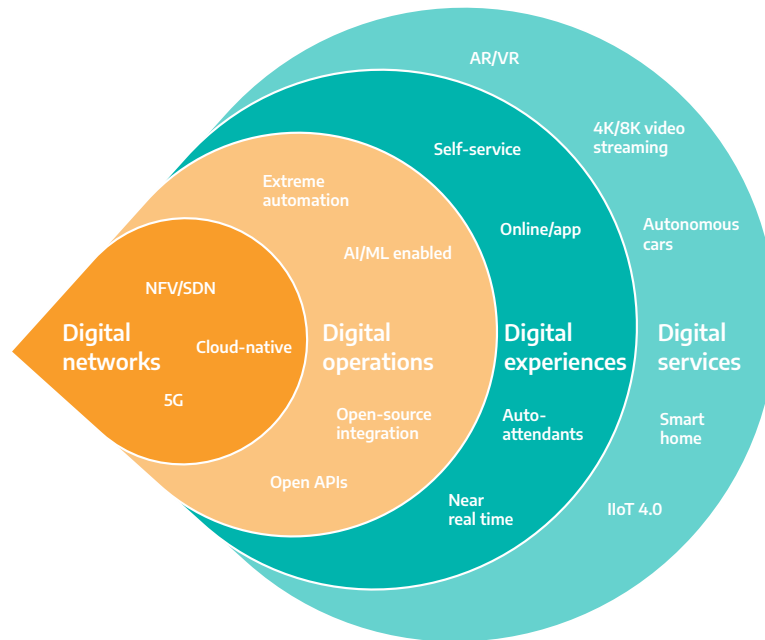 AR/VR
4K/8K video
streaming
Self-service
Extreme
automation
Online/app
Autonomous
cars
AI/ML enabled
NFV/SDN
Digital
networks
Cloud-native
Digital
operations
Digital
experiences
Digital
services
5G
Open-source
integration
Auto-
attendants
Smart
home
Open APIs
Near
real time
IIoT 4.0